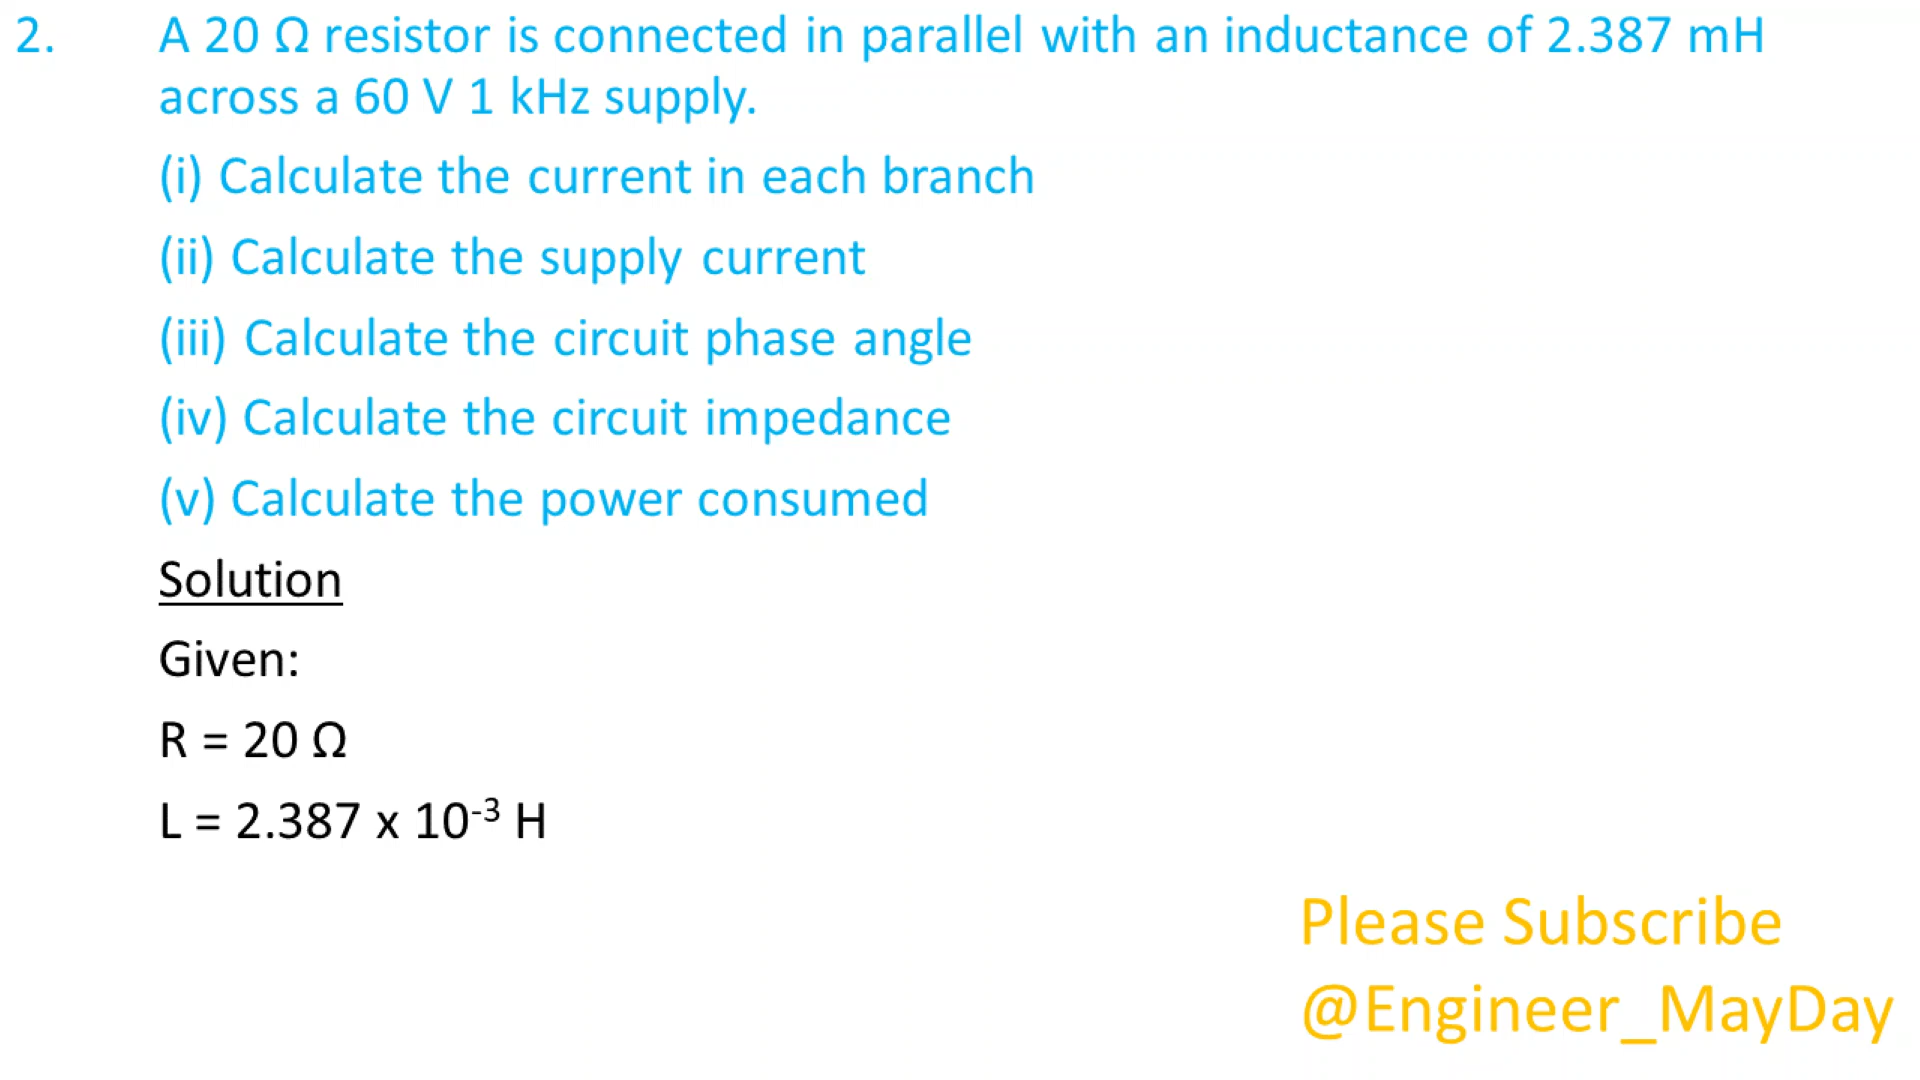 2. A 20 Ω resistor is connected in parallel with an inductance of 2.387 mH
across a 60 V 1 kHz supply.
(i) Calculate the current in each branch
(ii) Calculate the supply current
(iii) Calculate the circuit phase angle
(iv) Calculate the circuit impedance
(v) Calculate the power consumed
Solution
Given:
R = 20 Ω
L = 2.387 x 10⁻³ H
Please Subscribe
@Engineer_MayDay